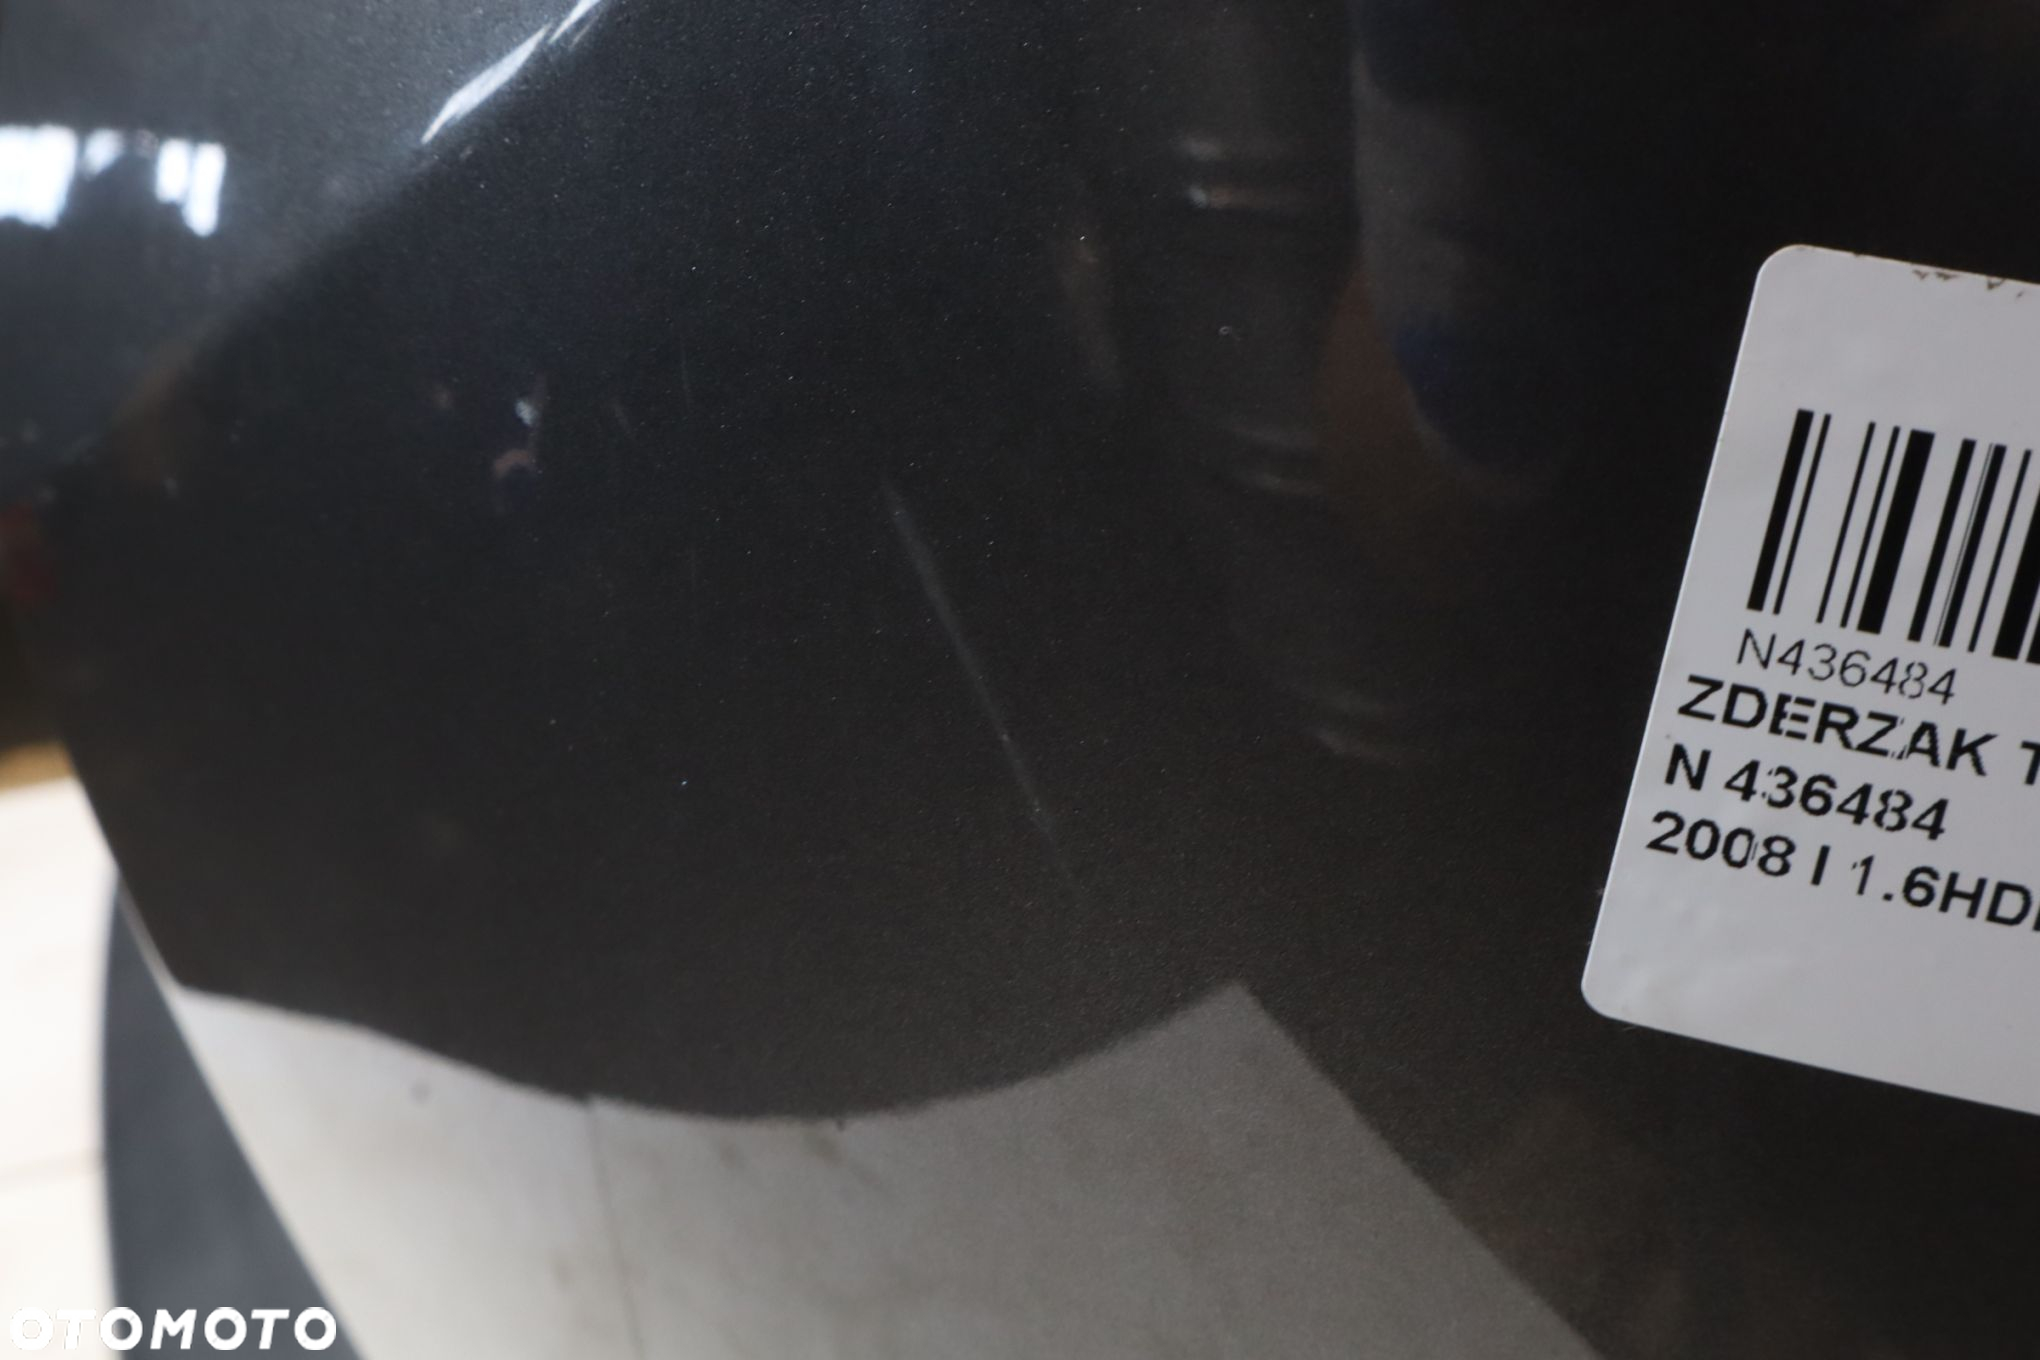 N436484
ZDERZAK T
N 436484
2008 I 1.6HD
OTOMOTO